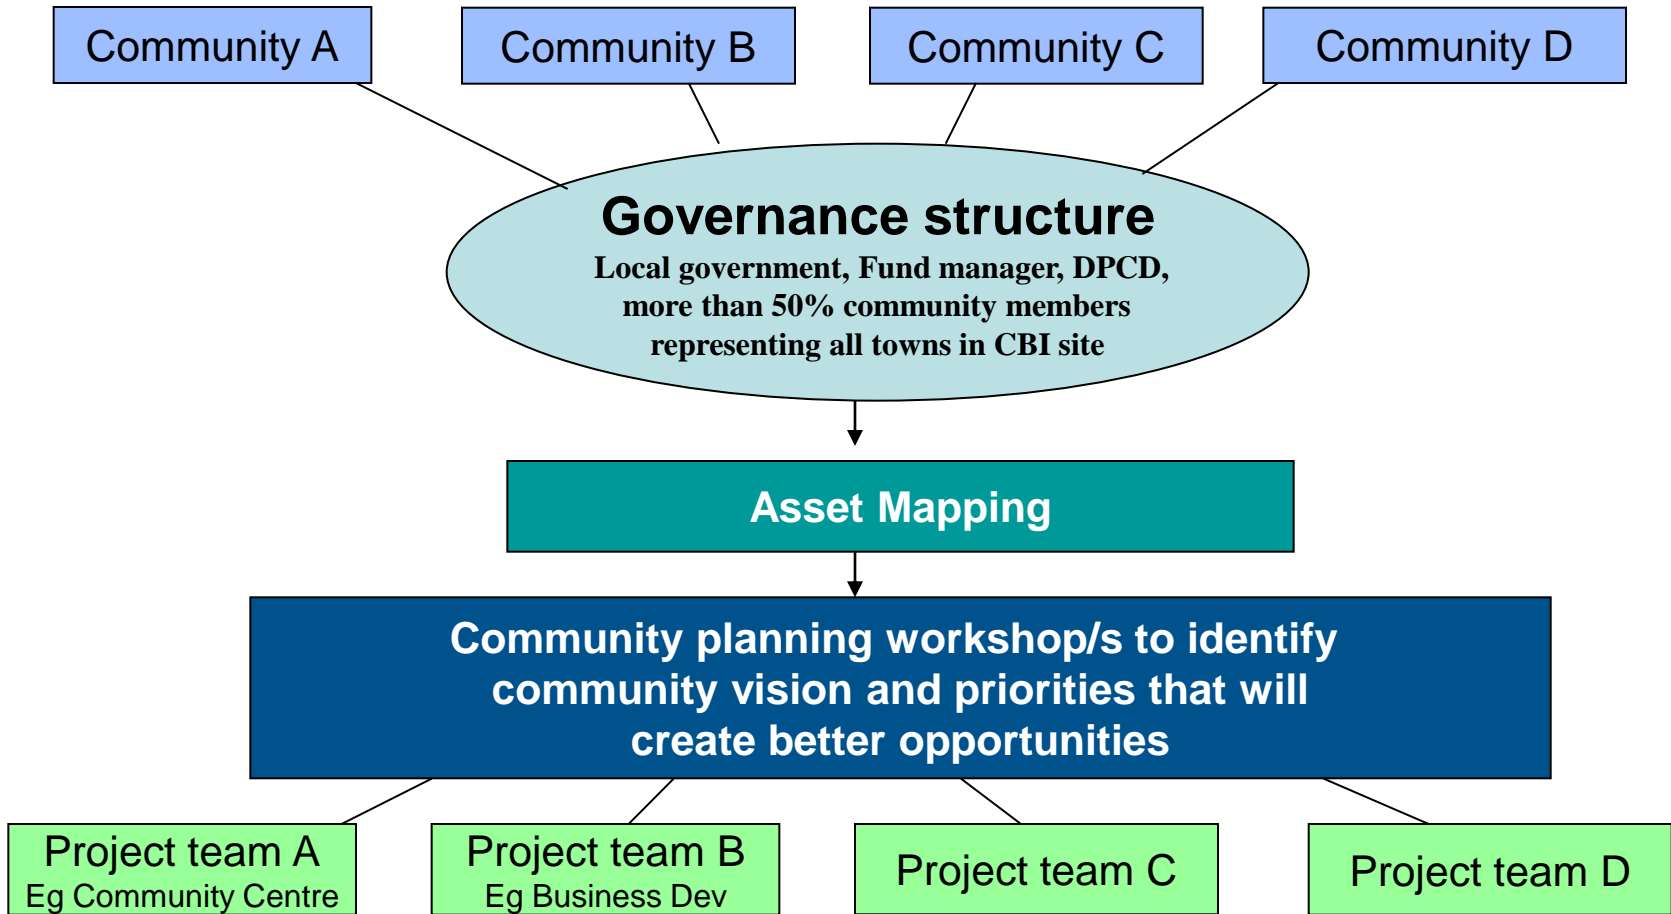 Community A
Community B
Community C
Community D
Governance structure
Local government, Fund manager, DPCD,
more than 50% community members
representing all towns in CBI site
Asset Mapping
Community planning workshop/s to identify
community vision and priorities that will
create better opportunities
Project team A
Eg Community Centre
Project team B
Eg Business Dev
Project team C
Project team D